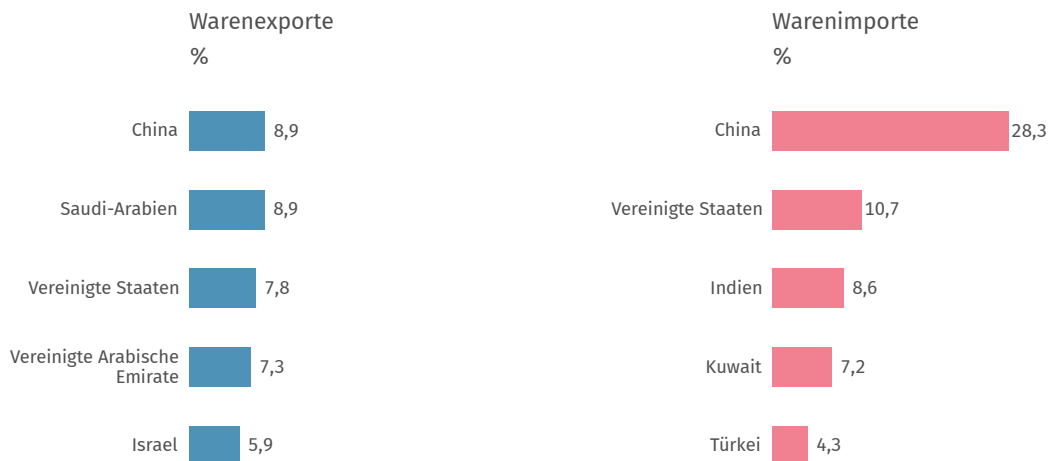 Warenexporte
%
China 8,9
Saudi-Arabien 8,9
Vereinigte Staaten 7,8
Vereinigte Arabische
Emirate 7,3
Israel 5,9
Warenimporte
%
China 28,3
Vereinigte Staaten 10,7
Indien 8,6
Kuwait 7,2
Türkei 4,3